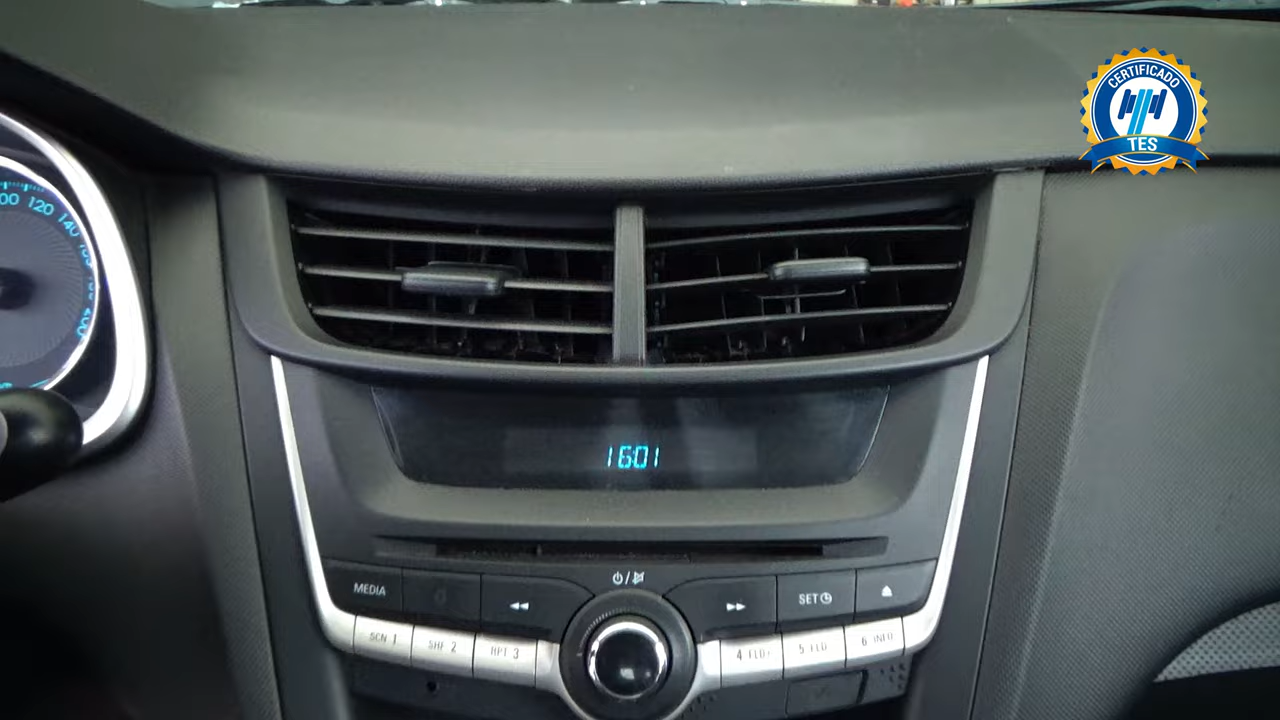 CERTIFICADO
TES
120
140
200
1601
MEDIA
SET
SCN 1
SHF 2
RPT 3
4 FLD+
5 FLD
6 INFO